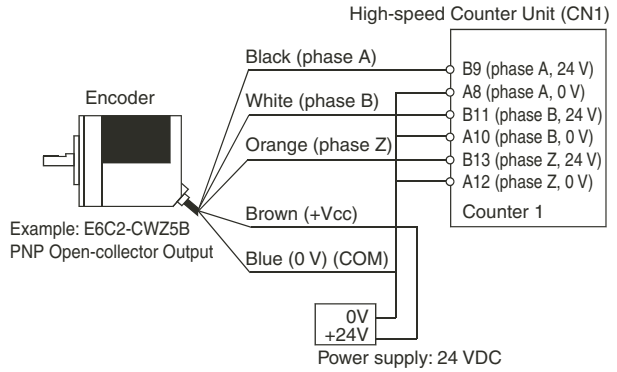 High-speed Counter Unit (CN1)
Black (phase A)
B9 (phase A, 24 V)
A8 (phase A, 0 V)
Encoder
White (phase B)
B11 (phase B, 24 V)
A10 (phase B, 0 V)
Orange (phase Z)
B13 (phase Z, 24 V)
A12 (phase Z, 0 V)
Counter 1
Example: E6C2-CWZ5B
PNP Open-collector Output
Brown (+Vcc)
Blue (0 V) (COM)
0V
+24V
Power supply: 24 VDC